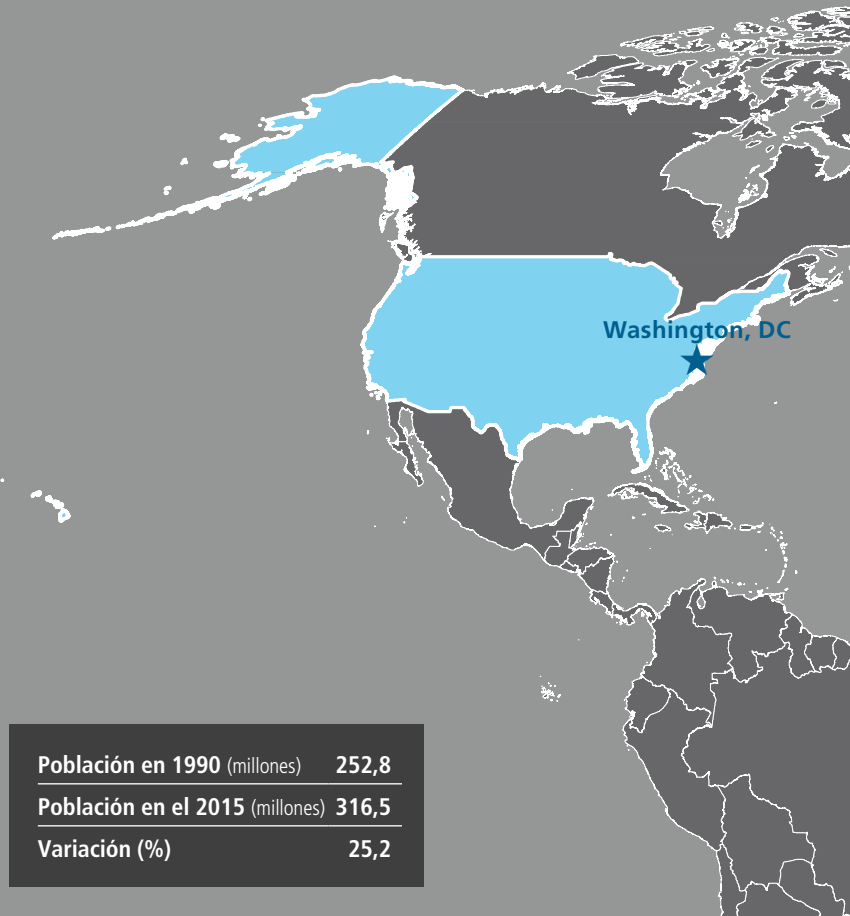 Washington, DC
Población en 1990 (millones) 252,8
Población en el 2015 (millones) 316,5
Variación (%) 25,2